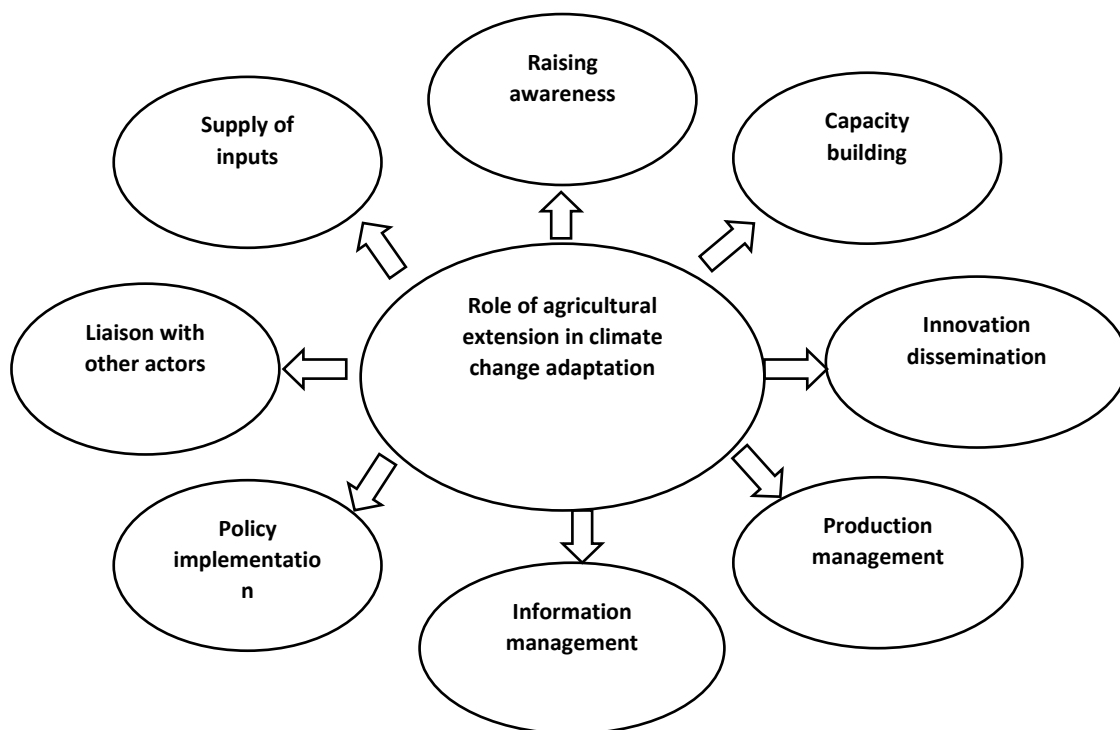 Raising
awareness
Supply of
inputs
Capacity
building
Role of agricultural
extension in climate
change adaptation
Liaison with
other actors
Innovation
dissemination
Policy
implementatio
n
Production
management
Information
management